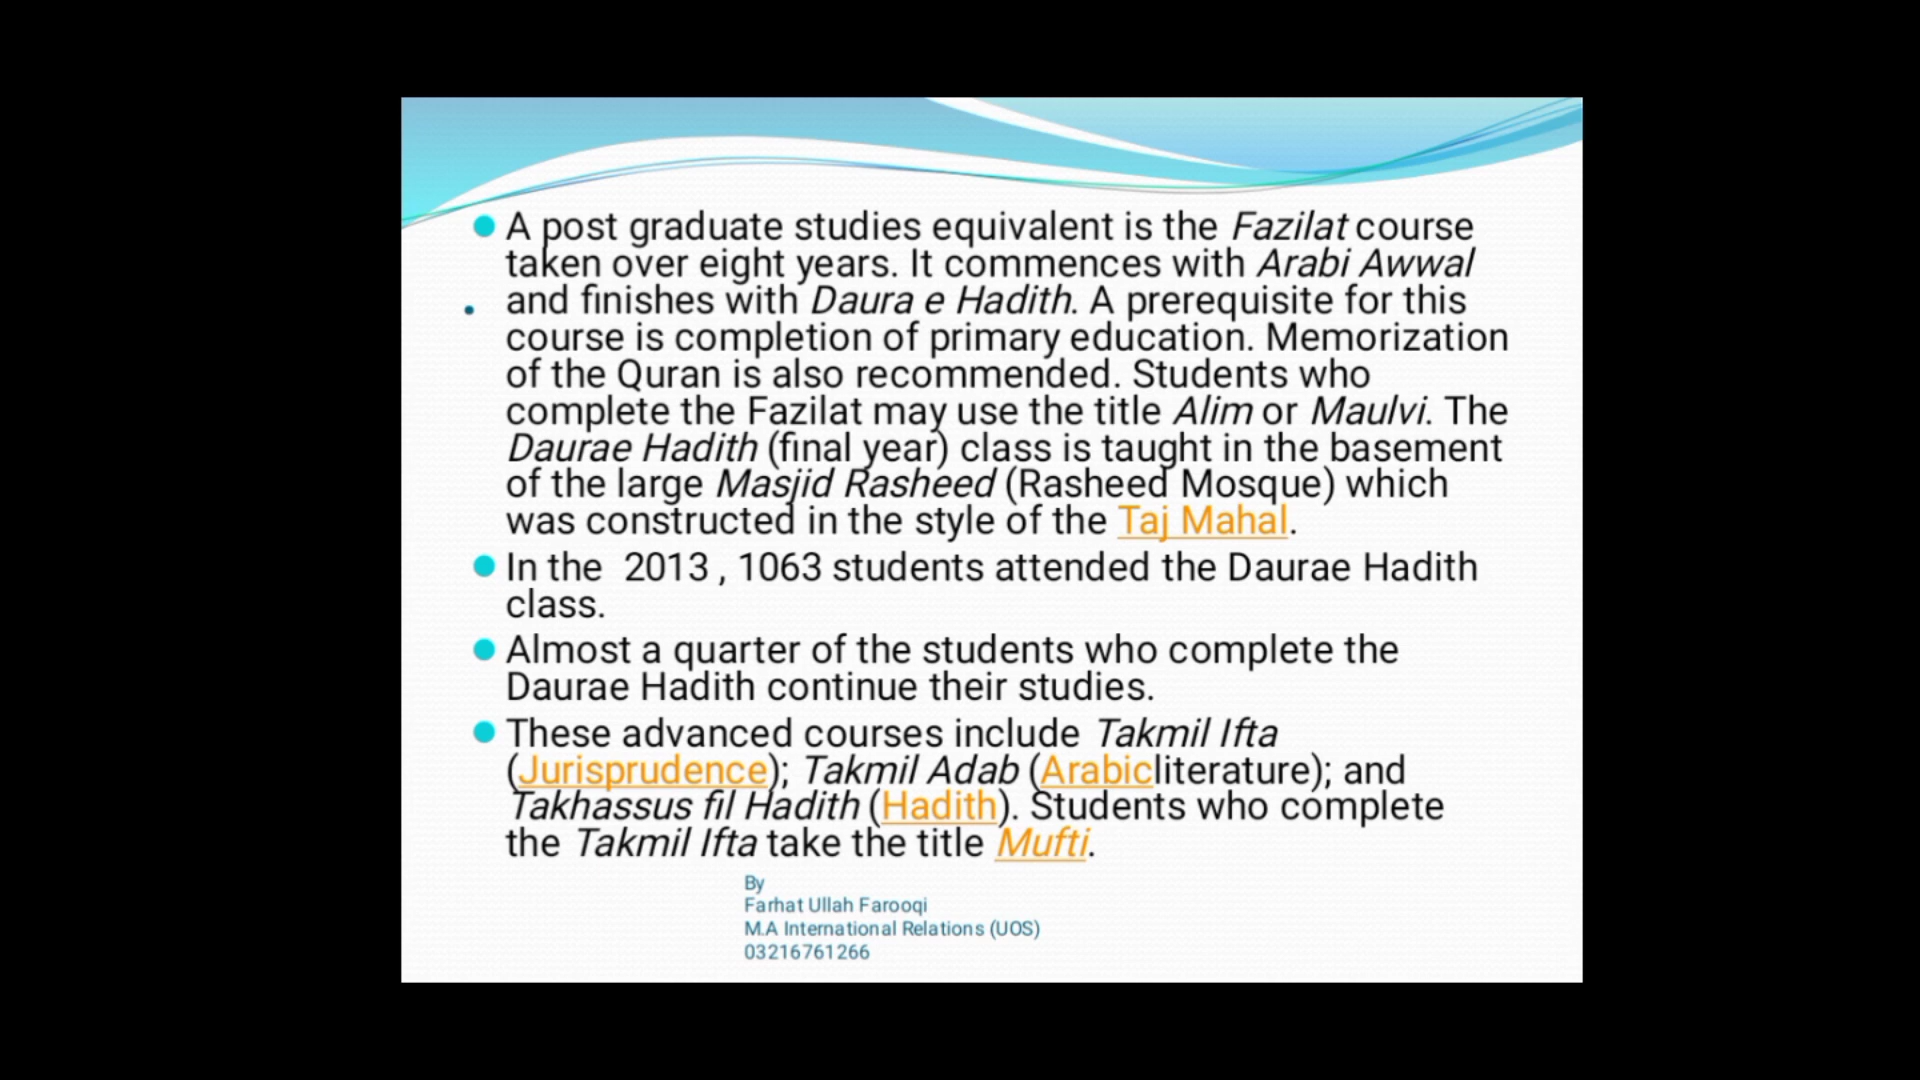 A post graduate studies equivalent is the Fazilat course
taken over eight years. It commences with Arabi Awwal
and finishes with Daura e Hadith. A prerequisite for this
course is completion of primary education. Memorization
of the Quran is also recommended. Students who
complete the Fazilat may use the title Alim or Maulvi. The
Daurae Hadith (final year) class is taught in the basement
of the large Masjid Rasheed (Rasheed Mosque) which
was constructed in the style of the Taj Mahal.
In the  2013 , 1063 students attended the Daurae Hadith
class.
Almost a quarter of the students who complete the
Daurae Hadith continue their studies.
These advanced courses include Takmil Ifta
(Jurisprudence); Takmil Adab (Arabicliterature); and
Takhassus fil Hadith (Hadith). Students who complete
the Takmil Ifta take the title Mufti.
By
Farhat Ullah Farooqi
M.A International Relations (UOS)
03216761266